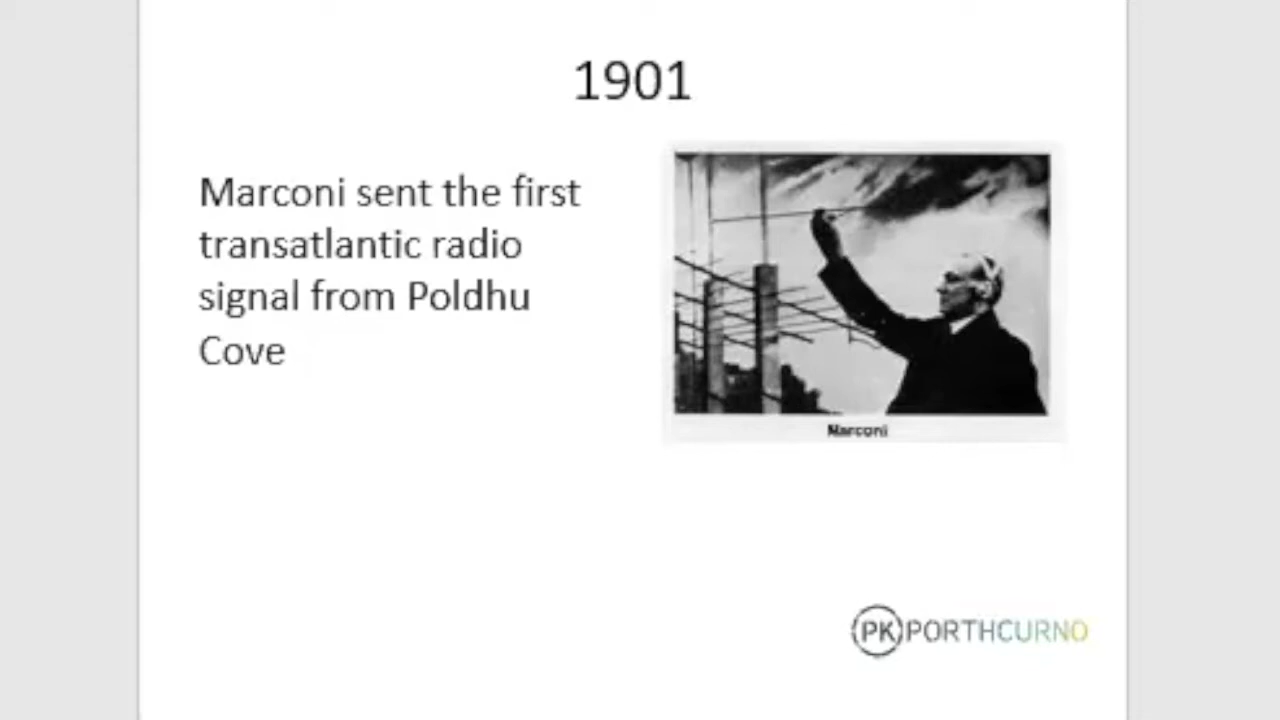 1901
Marconi sent the first
transatlantic radio
signal from Poldhu
Cove
Marconi
PK PORTHCURNO